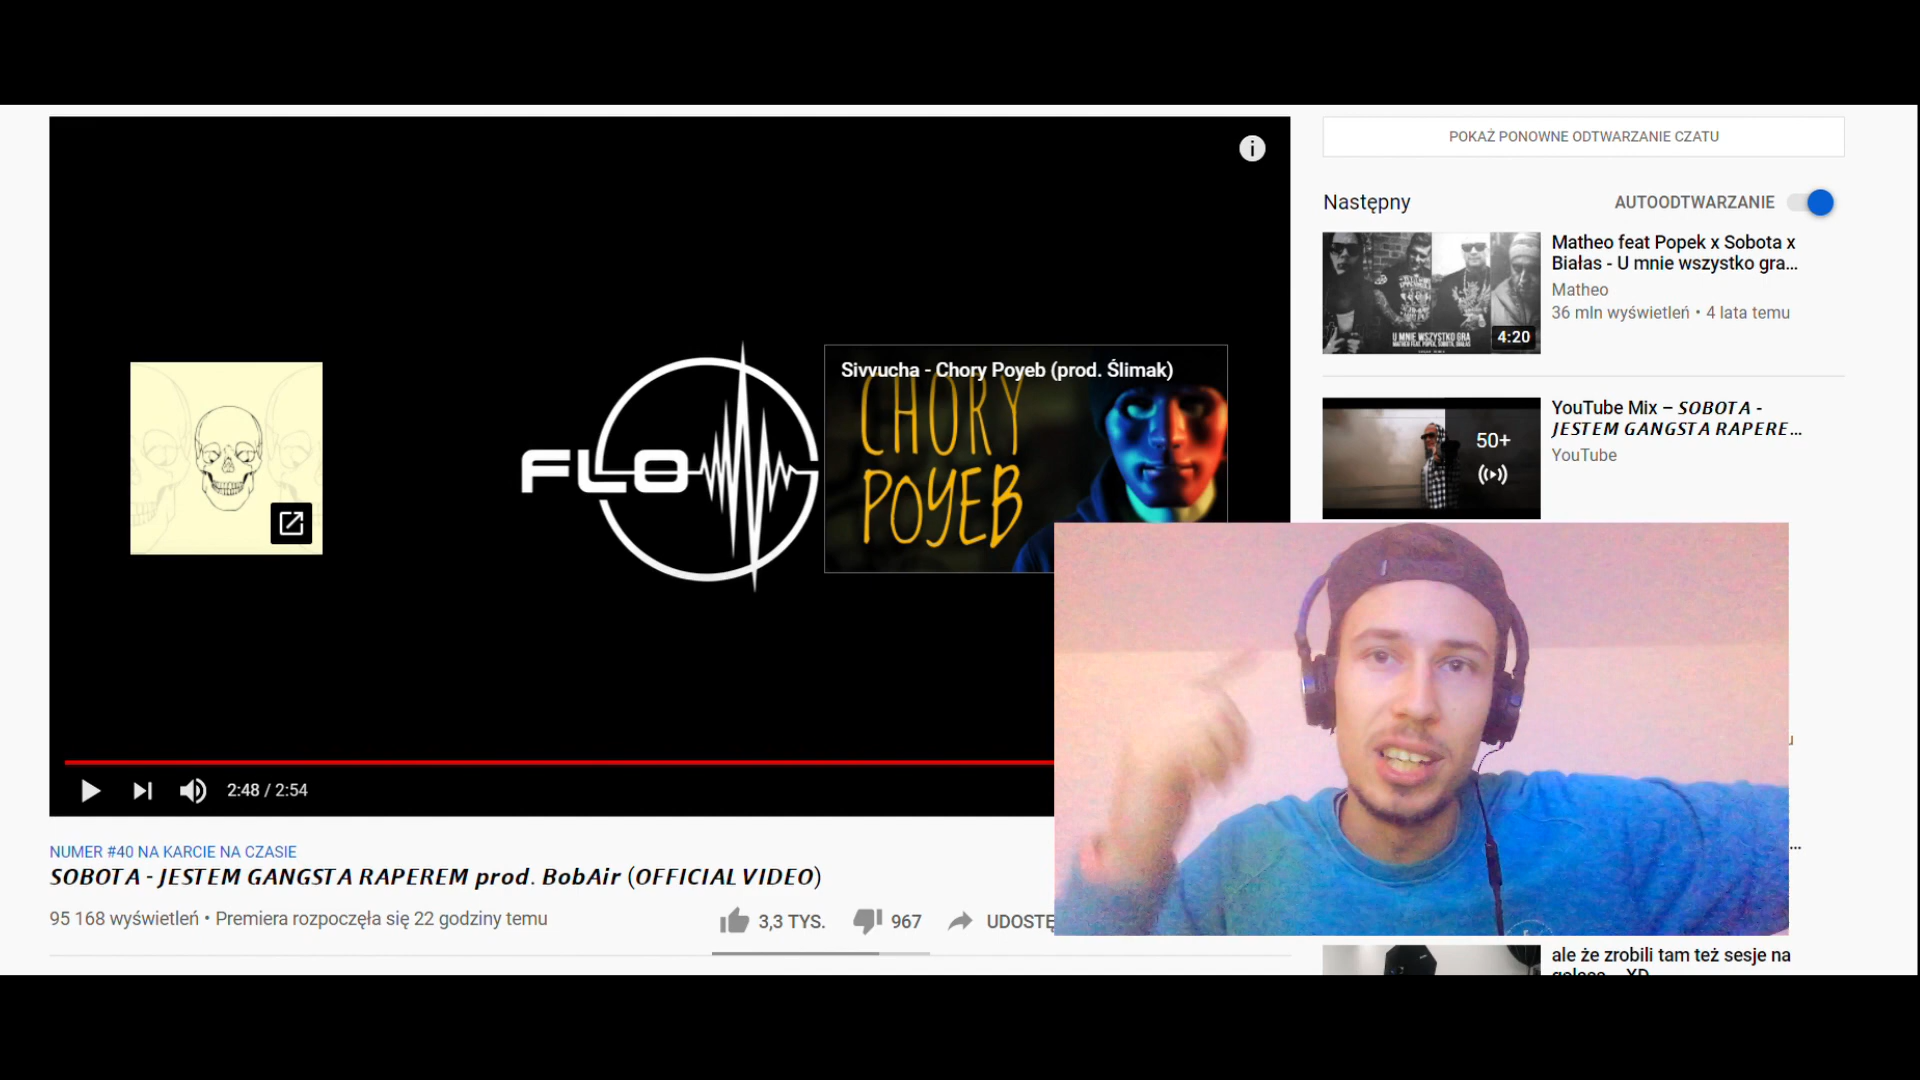 POKAŻ PONOWNE ODTWARZANIE CZATU
Następny
AUTOODTWARZANIE
Matheo feat Popek x Sobota x
Białas - U mnie wszystko gra...
Matheo
36 mln wyświetleń • 4 lata temu
U MNIE WSZYSTKO GRA
4:20
YouTube Mix – SOBOTA -
JESTEM GANGSTA RAPERE...
YouTube
50+
Sivvucha - Chory Poyeb (prod. Ślimak)
CHORY
POYEB
FLO
2:48 / 2:54
NUMER #40 NA KARCIE NA CZASIE
SOBOTA - JESTEM GANGSTA RAPEREM prod. BobAir (OFFICIAL VIDEO)
95 168 wyświetleń • Premiera rozpoczęła się 22 godziny temu
3,3 TYS.
967
UDOSTĘ
ale że zrobili tam też sesje na